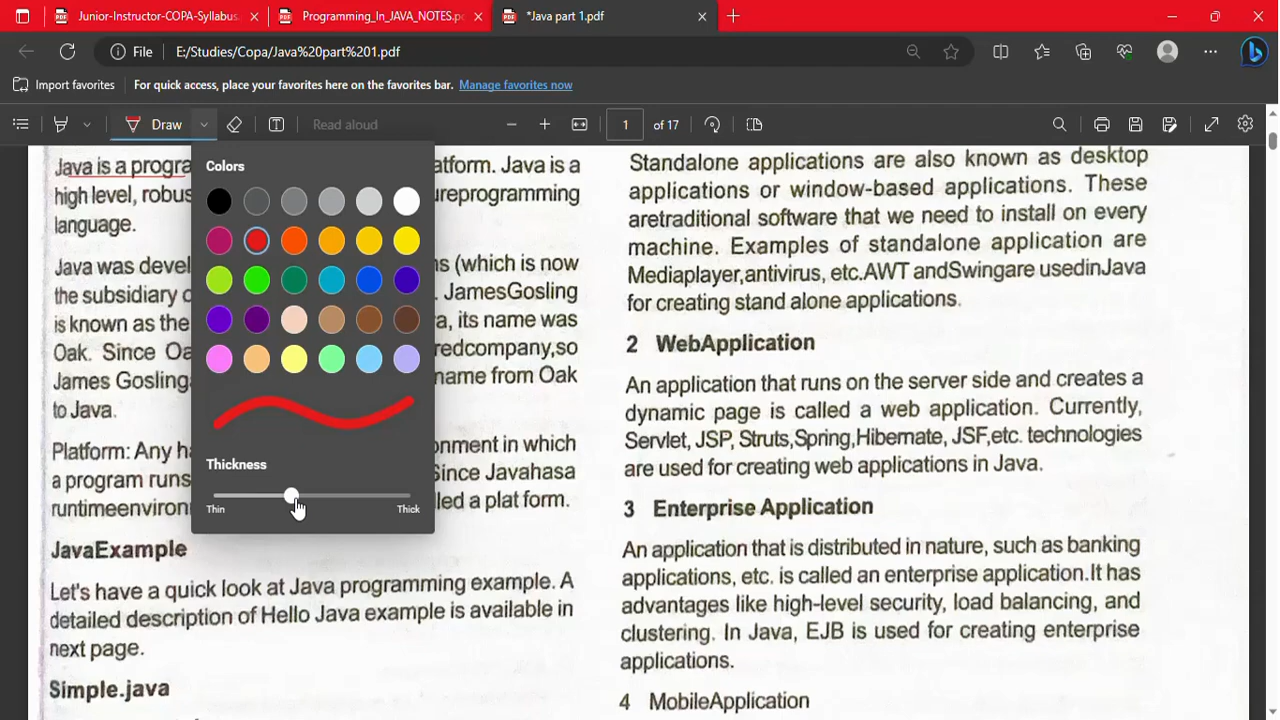 Junior-Instructor-COPA-Syllabus.
Programming_In_JAVA_NOTES.p
*Java part 1.pdf
File
E:/Studies/Copa/Java%20part%201.pdf
Import favorites
For quick access, place your favorites here on the favorites bar.
Manage favorites now
Draw
Read aloud
1
of 17
Colors
Thickness
Thin
Thick
Java is a progra
atform. Java is a
high level, robus
ureprogramming
language.
Java was devel
ns (which is now
the subsidiary o
. JamesGosling
is known as the
a, its name was
Oak. Since Oa
redcompany,so
James Gosling
name from Oak
to Java.
Platform: Any h
onment in which
a program runs
Since Javahasa
runtimeenviron
led a plat form.
JavaExample
Let's have a quick look at Java programming example. A
detailed description of Hello Java example is available in
next page.
Simple.java
Standalone applications are also known as desktop
applications or window-based applications. These
aretraditional software that we need to install on every
machine. Examples of standalone application are
Mediaplayer,antivirus, etc.AWT andSwingare usedinJava
for creating stand alone applications.
2 WebApplication
An application that runs on the server side and creates a
dynamic page is called a web application. Currently,
Servlet, JSP, Struts,Spring,Hibernate, JSF,etc. technologies
are used for creating web applications in Java.
3 Enterprise Application
An application that is distributed in nature, such as banking
applications, etc. is called an enterprise application.It has
advantages like high-level security, load balancing, and
clustering. In Java, EJB is used for creating enterprise
applications.
4 MobileApplication